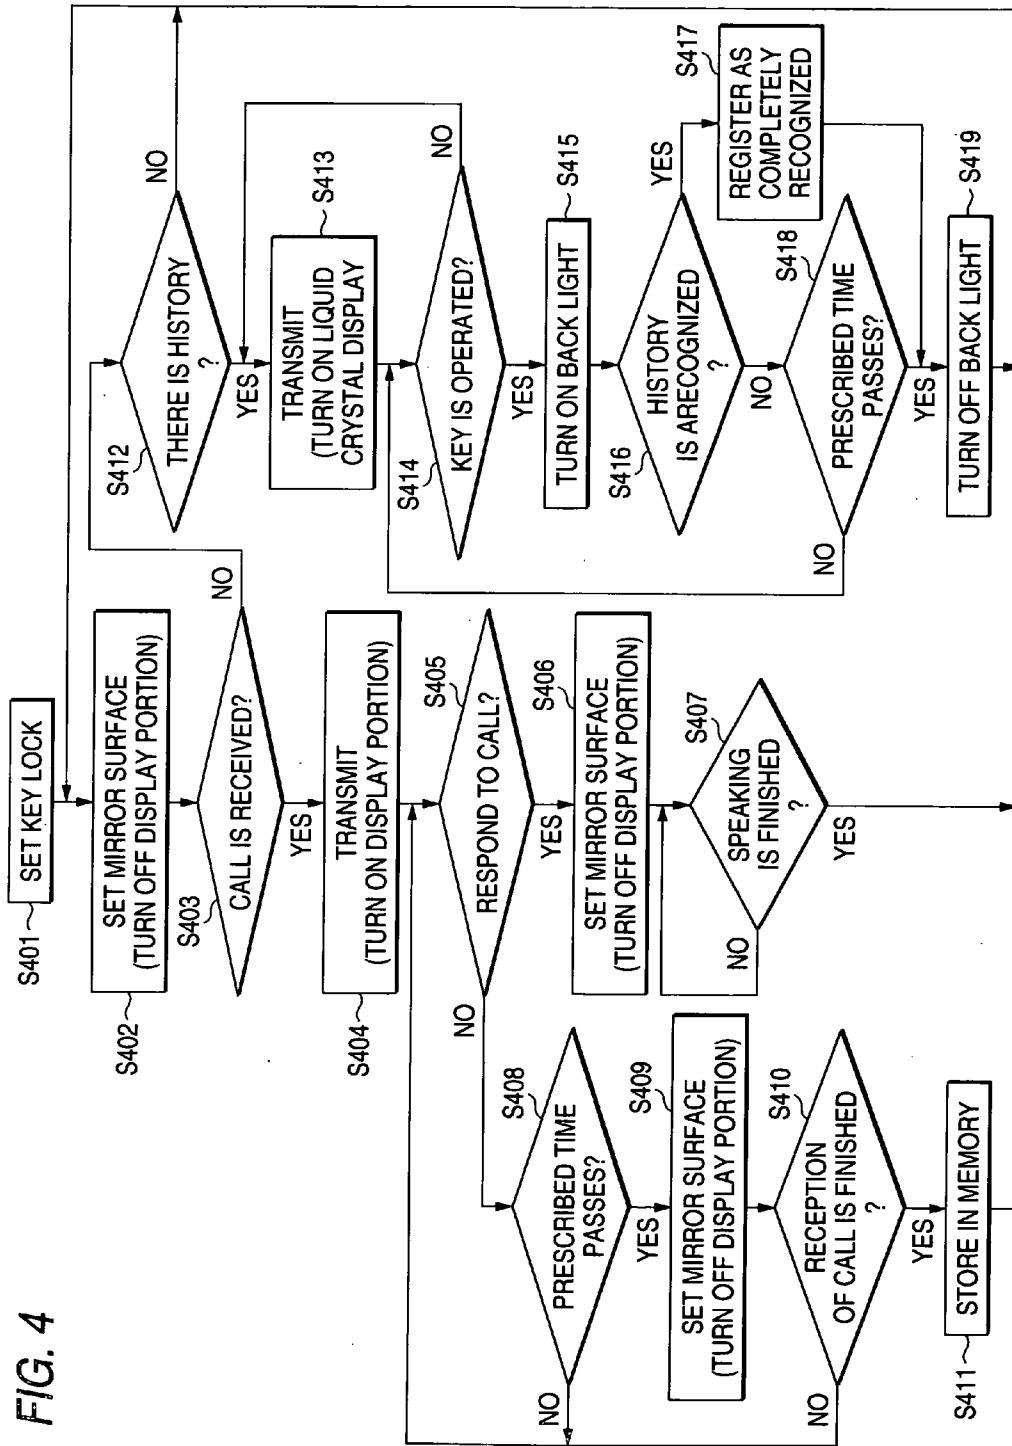 FIG. 4
S401
SET KEY LOCK
S402
SET MIRROR SURFACE
(TURN OFF DISPLAY PORTION)
S403
CALL IS RECEIVED?
NO
YES
S404
TRANSMIT
(TURN ON DISPLAY PORTION)
S405
RESPOND TO CALL?
NO
YES
S406
SET MIRROR SURFACE
(TURN OFF DISPLAY PORTION)
S407
SPEAKING
IS FINISHED
?
NO
YES
S408
PRESCRIBED TIME
PASSES?
NO
YES
S409
SET MIRROR SURFACE
(TURN OFF DISPLAY PORTION)
S410
RECEPTION
OF CALL IS FINISHED
?
NO
YES
S411
STORE IN MEMORY
S412
THERE IS HISTORY
?
NO
YES
S413
TRANSMIT
(TURN ON LIQUID
CRYSTAL DISPLAY
S414
KEY IS OPERATED?
NO
YES
S415
TURN ON BACK LIGHT
S416
HISTORY
IS ARECOGNIZED
?
YES
NO
S417
REGISTER AS
COMPLETELY
RECOGNIZED
S418
PRESCRIBED TIME
PASSES?
NO
YES
S419
TURN OFF BACK LIGHT